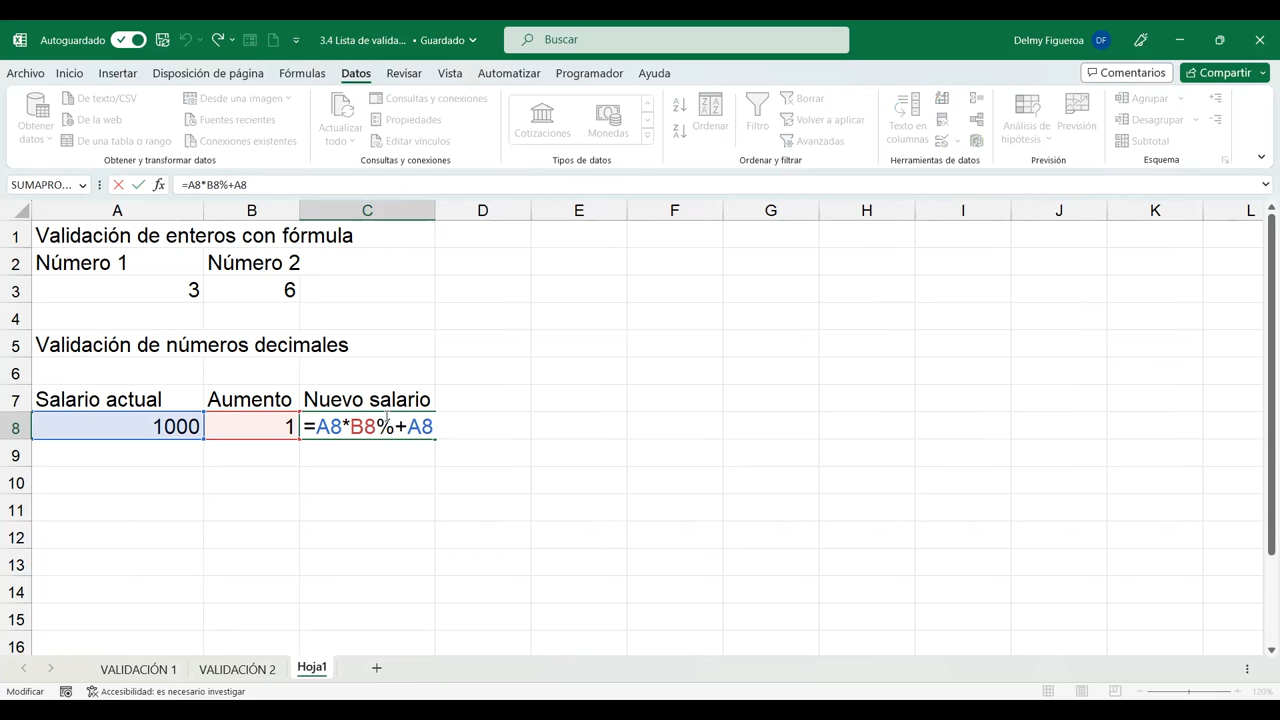 Autoguardado 3.4 Lista de valida... • Guardado Buscar Delmy Figueroa DF
Archivo Inicio Insertar Disposición de página Fórmulas Datos Revisar Vista Automatizar Programador Ayuda Comentarios Compartir
Obtener datos De texto/CSV De la web De una tabla o rango Desde una imagen Fuentes recientes Conexiones existentes
Actualizar todo Consultas y conexiones Propiedades Editar vínculos
Cotizaciones Monedas
Ordenar Filtro Borrar Volver a aplicar Avanzadas
Texto en columnas
Análisis de hipótesis Previsión
Agrupar Desagrupar Subtotal
Obtener y transformar datos Consultas y conexiones Tipos de datos Ordenar y filtrar Herramientas de datos Previsión Esquema
SUMAPRO... fx =A8*B8%+A8
A B C D E F G H I J K L
1 Validación de enteros con fórmula
2 Número 1 Número 2
3 3 6
4
5 Validación de números decimales
6
7 Salario actual Aumento Nuevo salario
8 1000 1 =A8*B8%+A8
9
10
11
12
13
14
15
16
VALIDACIÓN 1 VALIDACIÓN 2 Hoja1 +
Modificar Accesibilidad: es necesario investigar 120%